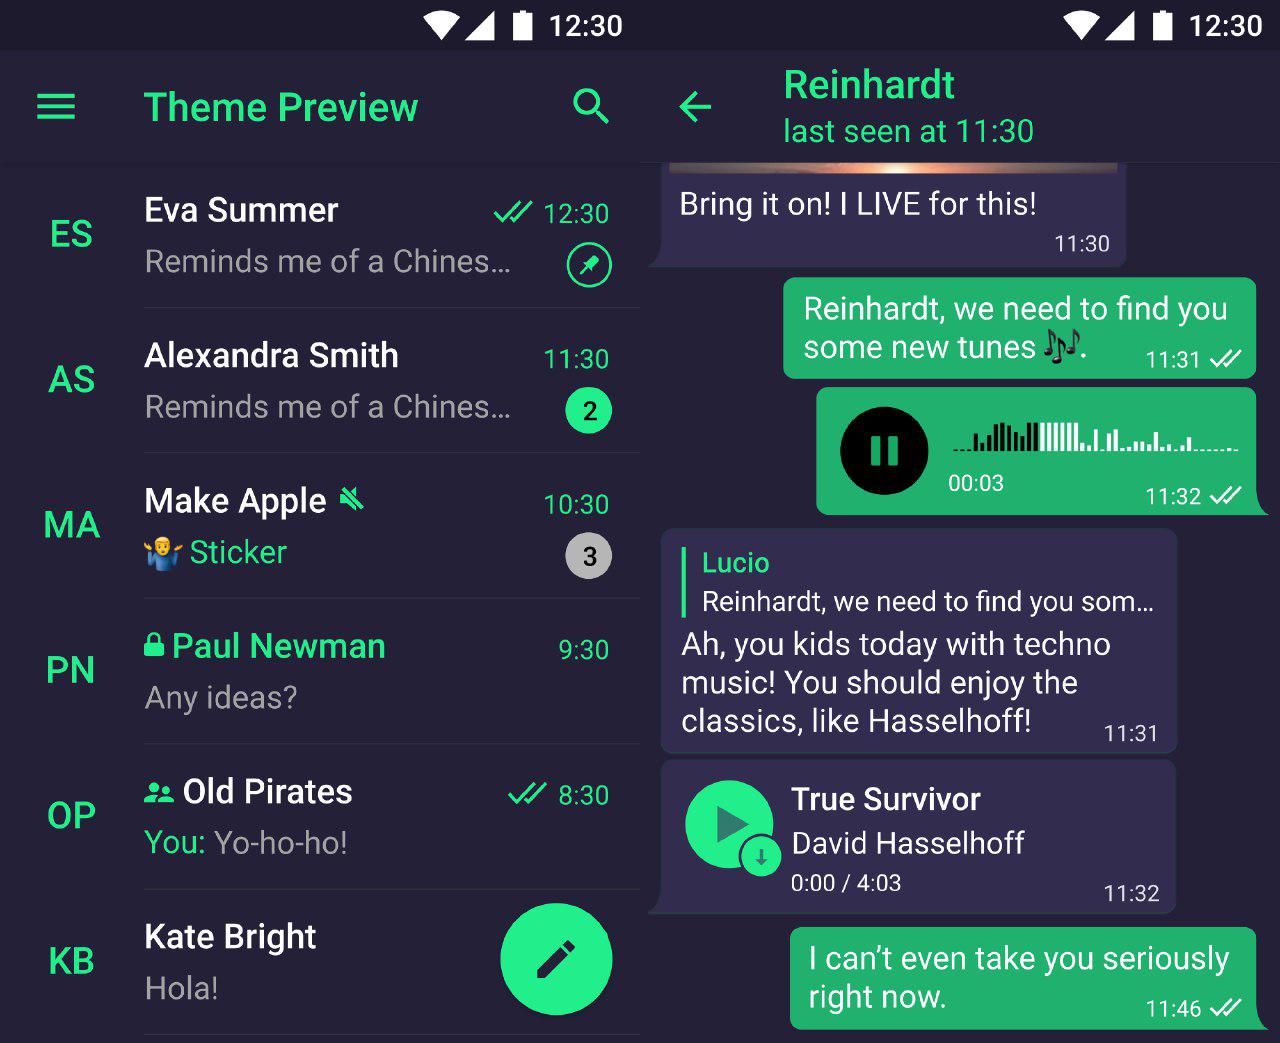 12:30
Theme Preview
ES
Eva Summer
12:30
Reminds me of a Chines...
AS
Alexandra Smith
11:30
Reminds me of a Chines...
2
MA
Make Apple
10:30
🤷‍♂️ Sticker
3
PN
Paul Newman
9:30
Any ideas?
OP
Old Pirates
8:30
You: Yo-ho-ho!
KB
Kate Bright
Hola!
12:30
Reinhardt
last seen at 11:30
Bring it on! I LIVE for this!
11:30
Reinhardt, we need to find you
some new tunes 🎶.
11:31
00:03
11:32
Lucio
Reinhardt, we need to find you som...
Ah, you kids today with techno
music! You should enjoy the
classics, like Hasselhoff!
11:31
True Survivor
David Hasselhoff
0:00 / 4:03
11:32
I can’t even take you seriously
right now.
11:46